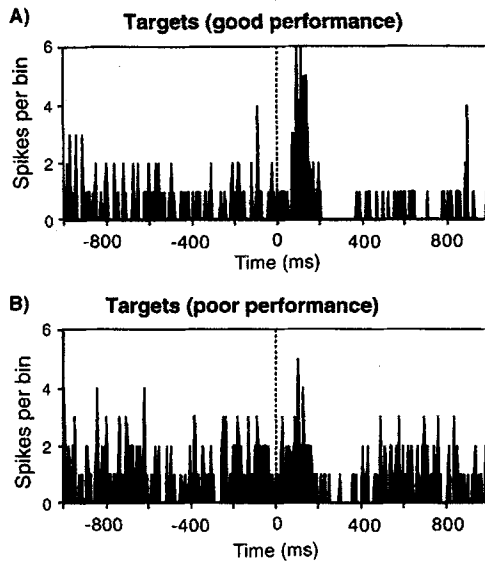 A) Targets (good performance)
Spikes per bin
6
4
2
0
-800 -400 0 400 800
Time (ms)
B) Targets (poor performance)
Spikes per bin
6
4
2
0
-800 -400 0 400 800
Time (ms)